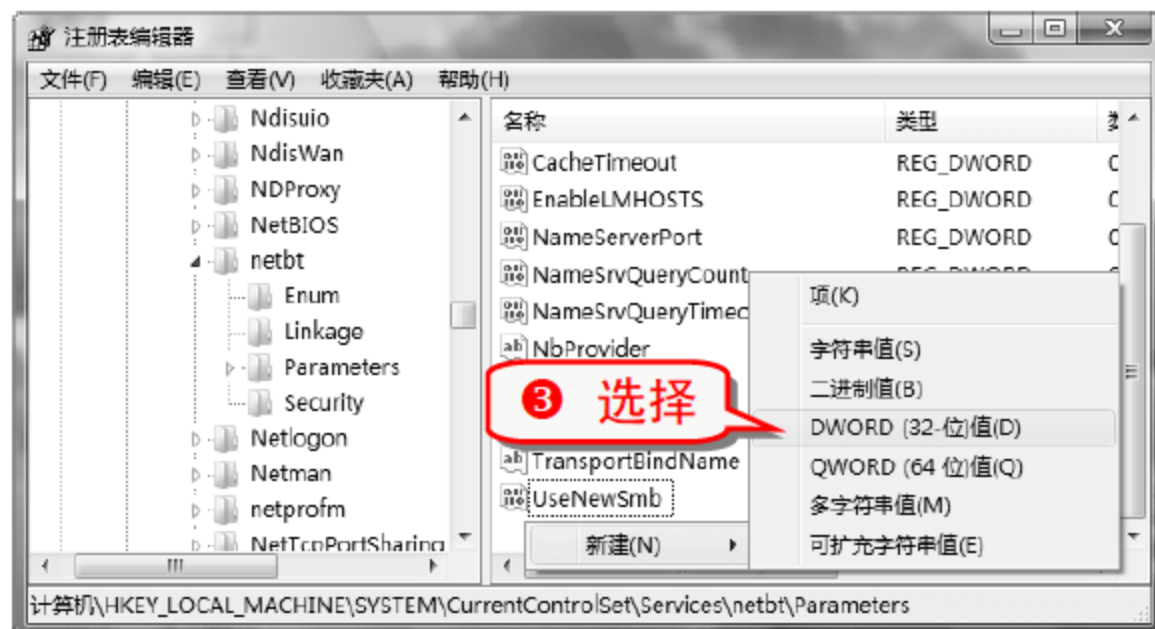 注册表编辑器
文件(F) 编辑(E) 查看(V) 收藏夹(A) 帮助(H)
Ndisuio
NdisWan
NDProxy
NetBIOS
netbt
Enum
Linkage
Parameters
Security
Netlogon
Netman
netprofm
NetTcpPortSharing
名称 类型
CacheTimeout REG_DWORD
EnableLMHOSTS REG_DWORD
NameServerPort REG_DWORD
NameSrvQueryCount REG_DWORD
NameSrvQueryTimec
NbProvider
TransportBindName
UseNewSmb
❸ 选择
新建(N)
项(K)
字符串值(S)
二进制值(B)
DWORD (32-位)值(D)
QWORD (64 位)值(Q)
多字符串值(M)
可扩充字符串值(E)
计算机\HKEY_LOCAL_MACHINE\SYSTEM\CurrentControlSet\Services\netbt\Parameters